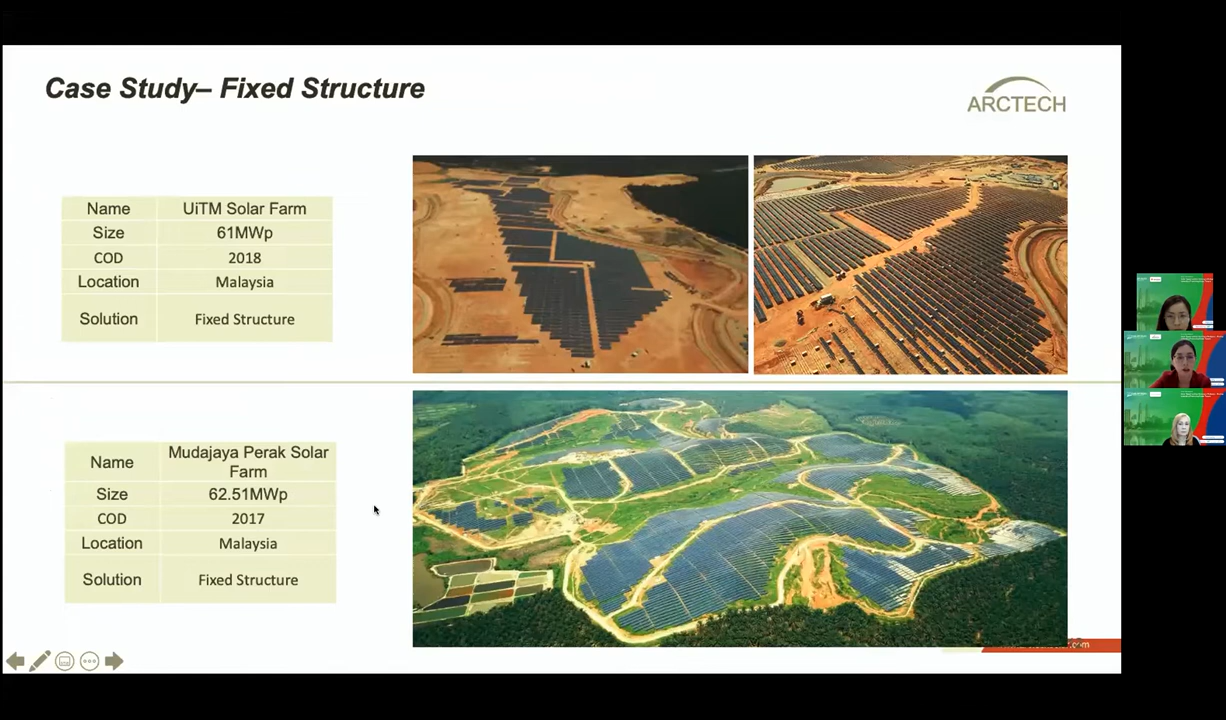 Case Study– Fixed Structure
ARCTECH
Name UiTM Solar Farm
Size 61MWp
COD 2018
Location Malaysia
Solution Fixed Structure
Name Mudajaya Perak Solar
Farm
Size 62.51MWp
COD 2017
Location Malaysia
Solution Fixed Structure